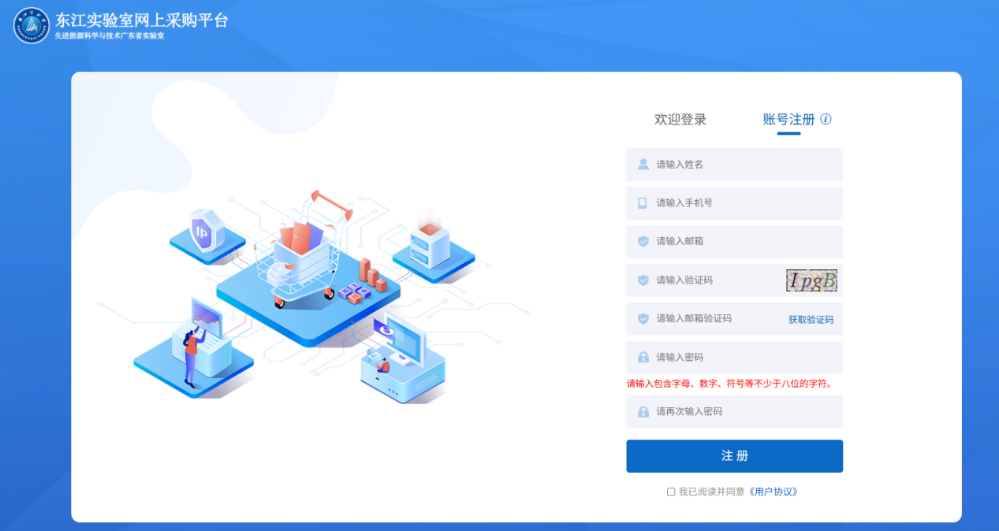 东江实验室网上采购平台
先进能源科学与技术广东省实验室
欢迎登录
账号注册
请输入姓名
请输入手机号
请输入邮箱
请输入验证码
IpgB
请输入邮箱验证码
获取验证码
请输入密码
请输入包含字母、数字、符号等不少于八位的字符。
请再次输入密码
注 册
我已阅读并同意《用户协议》
IP
$